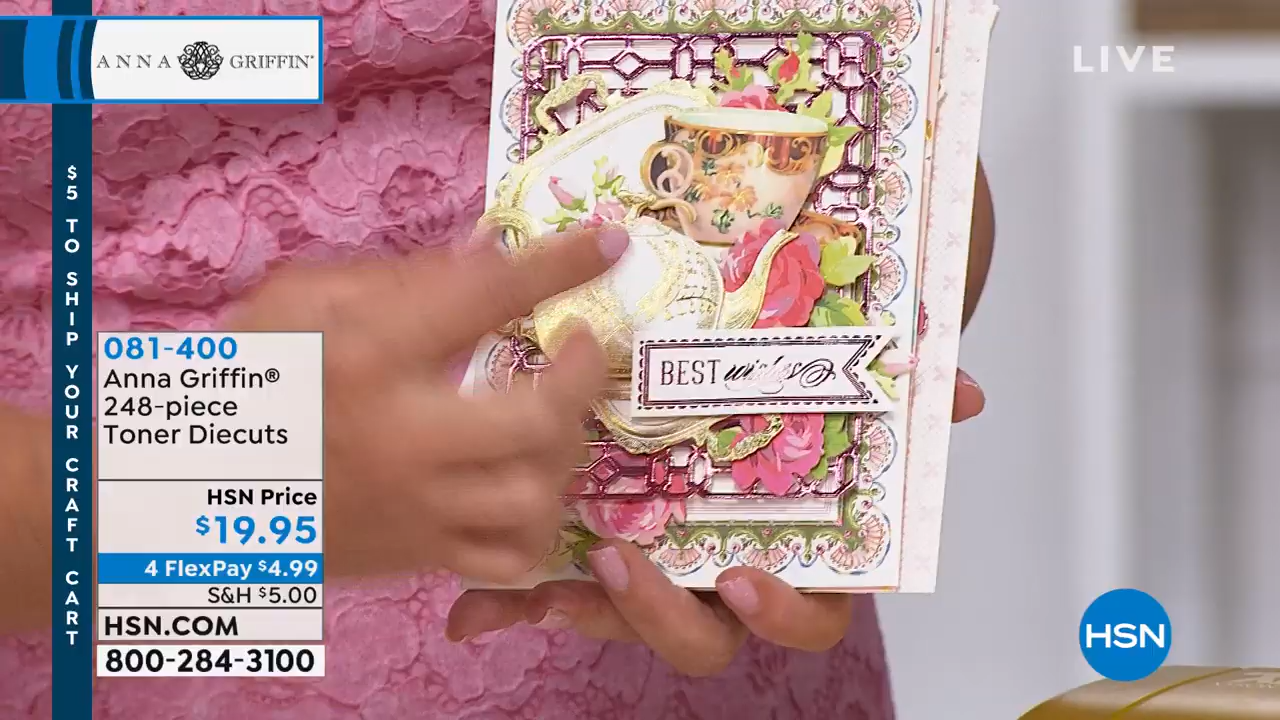 ANNA GRIFFIN®
LIVE
$5 TO SHIP YOUR CRAFT CART
BEST wishes
081-400
Anna Griffin®
248-piece
Toner Diecuts
HSN Price
$19.95
4 FlexPay $4.99
S&H $5.00
HSN.COM
800-284-3100
HSN